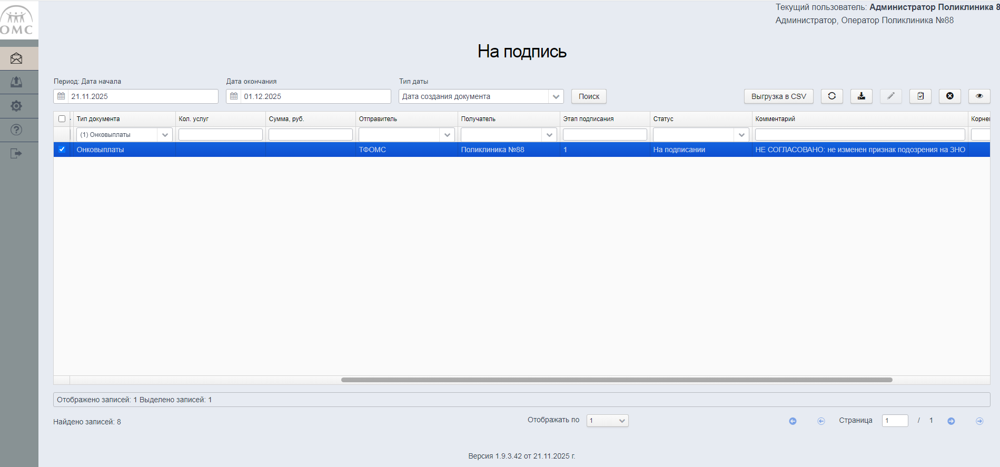 Текущий пользователь: Администратор Поликлиника 8
Администратор, Оператор Поликлиника №88
ОМС
На подпись
Период: Дата начала
Дата окончания
Тип даты
21.11.2025
01.12.2025
Дата создания документа
Поиск
Выгрузка в CSV
Тип документа
Кол. услуг
Сумма, руб.
Отправитель
Получатель
Этап подписания
Статус
Комментарий
Корне
(1) Онковыплаты
Онковыплаты
ТФОМС
Поликлиника №88
1
На подписании
НЕ СОГЛАСОВАНО: не изменен признак подозрения на ЗНО
Отображено записей: 1 Выделено записей: 1
Найдено записей: 8
Отображать по
1
Страница
1
/ 1
Версия 1.9.3.42 от 21.11.2025 г.